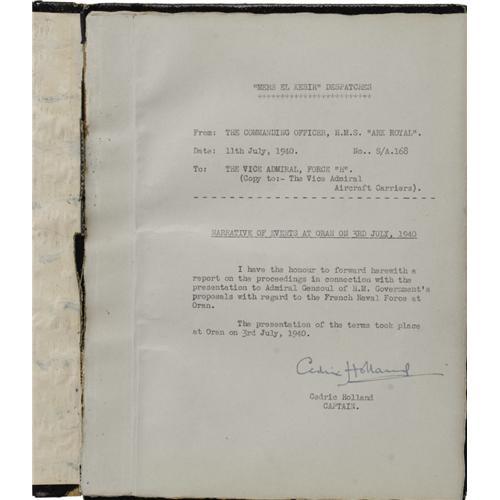 "MERS EL KEBIR" DESPATCHES
From: THE COMMANDING OFFICER, H.M.S. "ARK ROYAL".
Date: 11th July, 1940. No.. S/A.168
To: THE VICE ADMIRAL, FORCE "H".
(Copy to:- The Vice Admiral
Aircraft Carriers).
NARRATIVE OF EVENTS AT ORAN ON 3RD JULY, 1940
I have the honour to forward herewith a
report on the proceedings in connection with the
presentation to Admiral Gensoul of H.M. Government's
proposals with regard to the French Naval Force at
Oran.
The presentation of the terms took place
at Oran on 3rd July, 1940.
Cedric Holland
Cedric Holland
CAPTAIN.